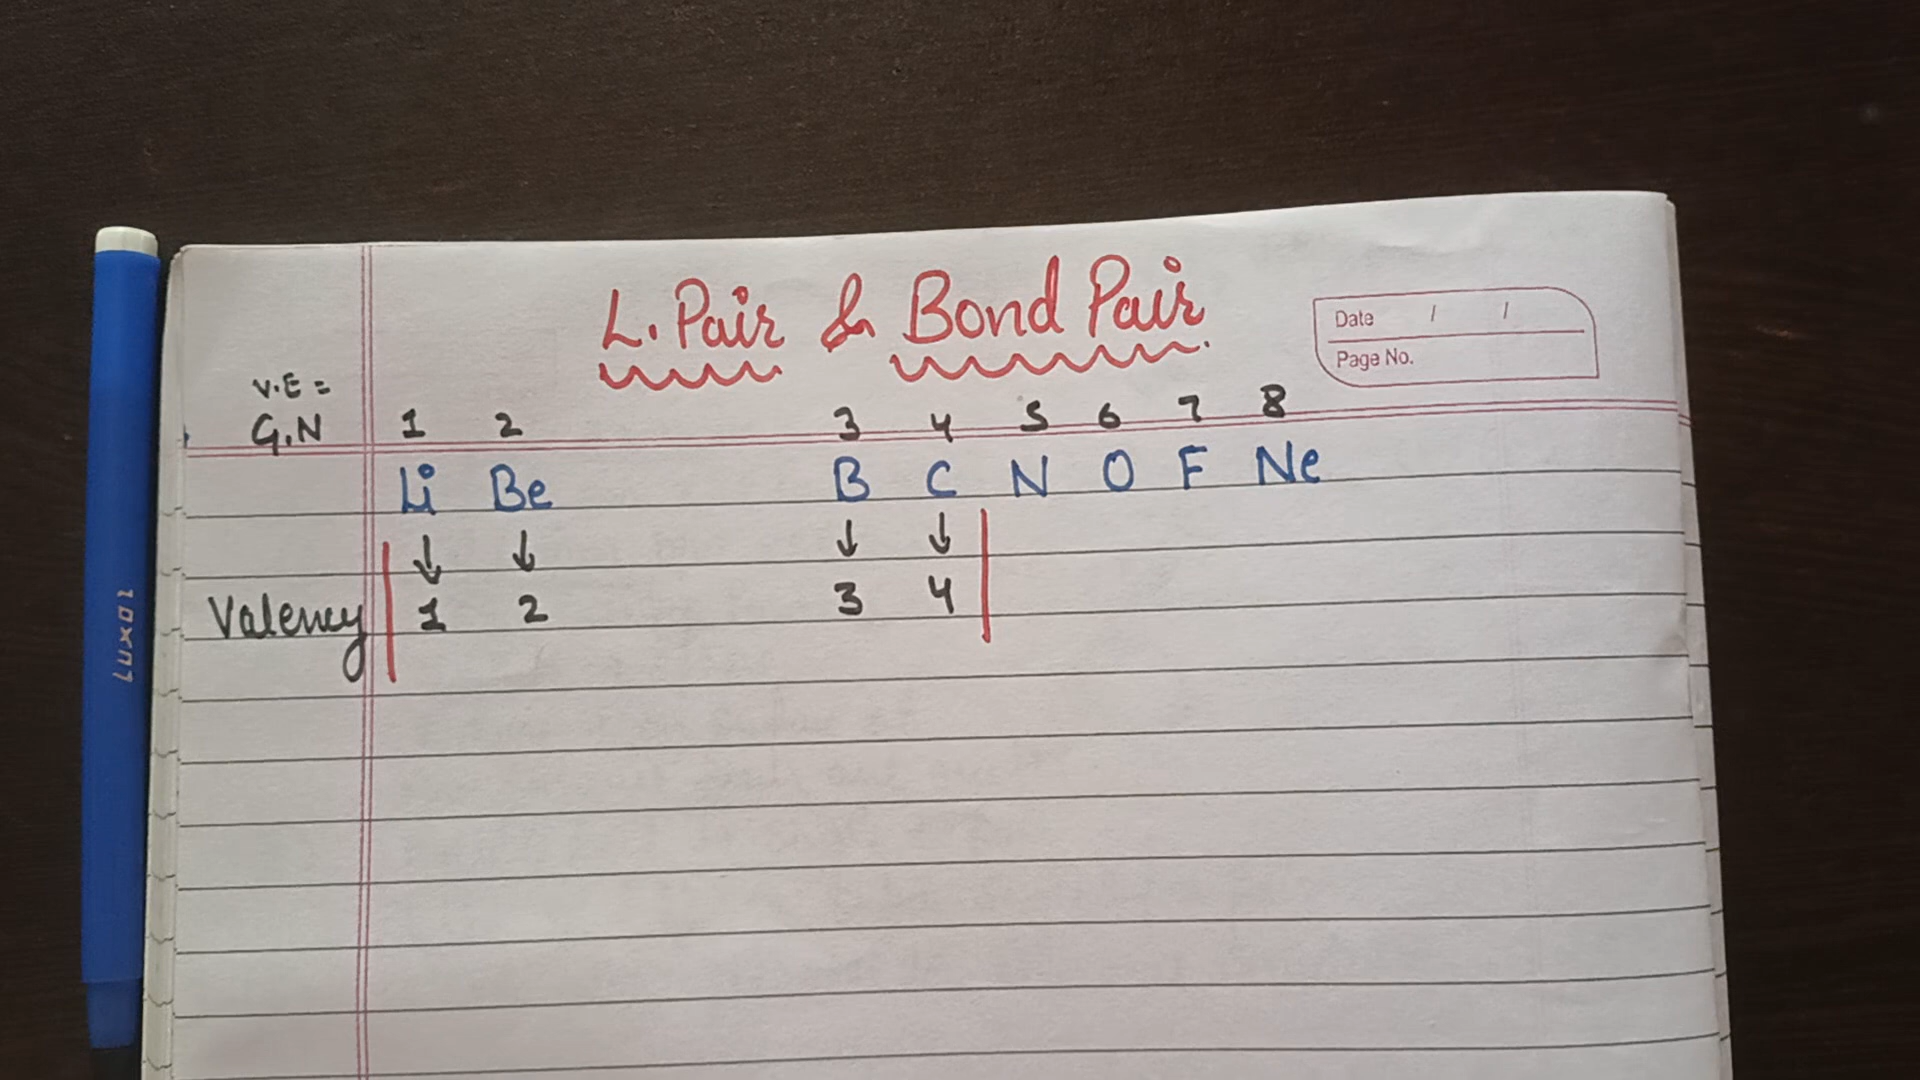 L. Pair & Bond Pair
Date / /
Page No.
V.E =
G.N 1 2 3 4 5 6 7 8
Li Be B C N O F Ne
↓ ↓ ↓ ↓
Valency 1 2 3 4
LUXOR